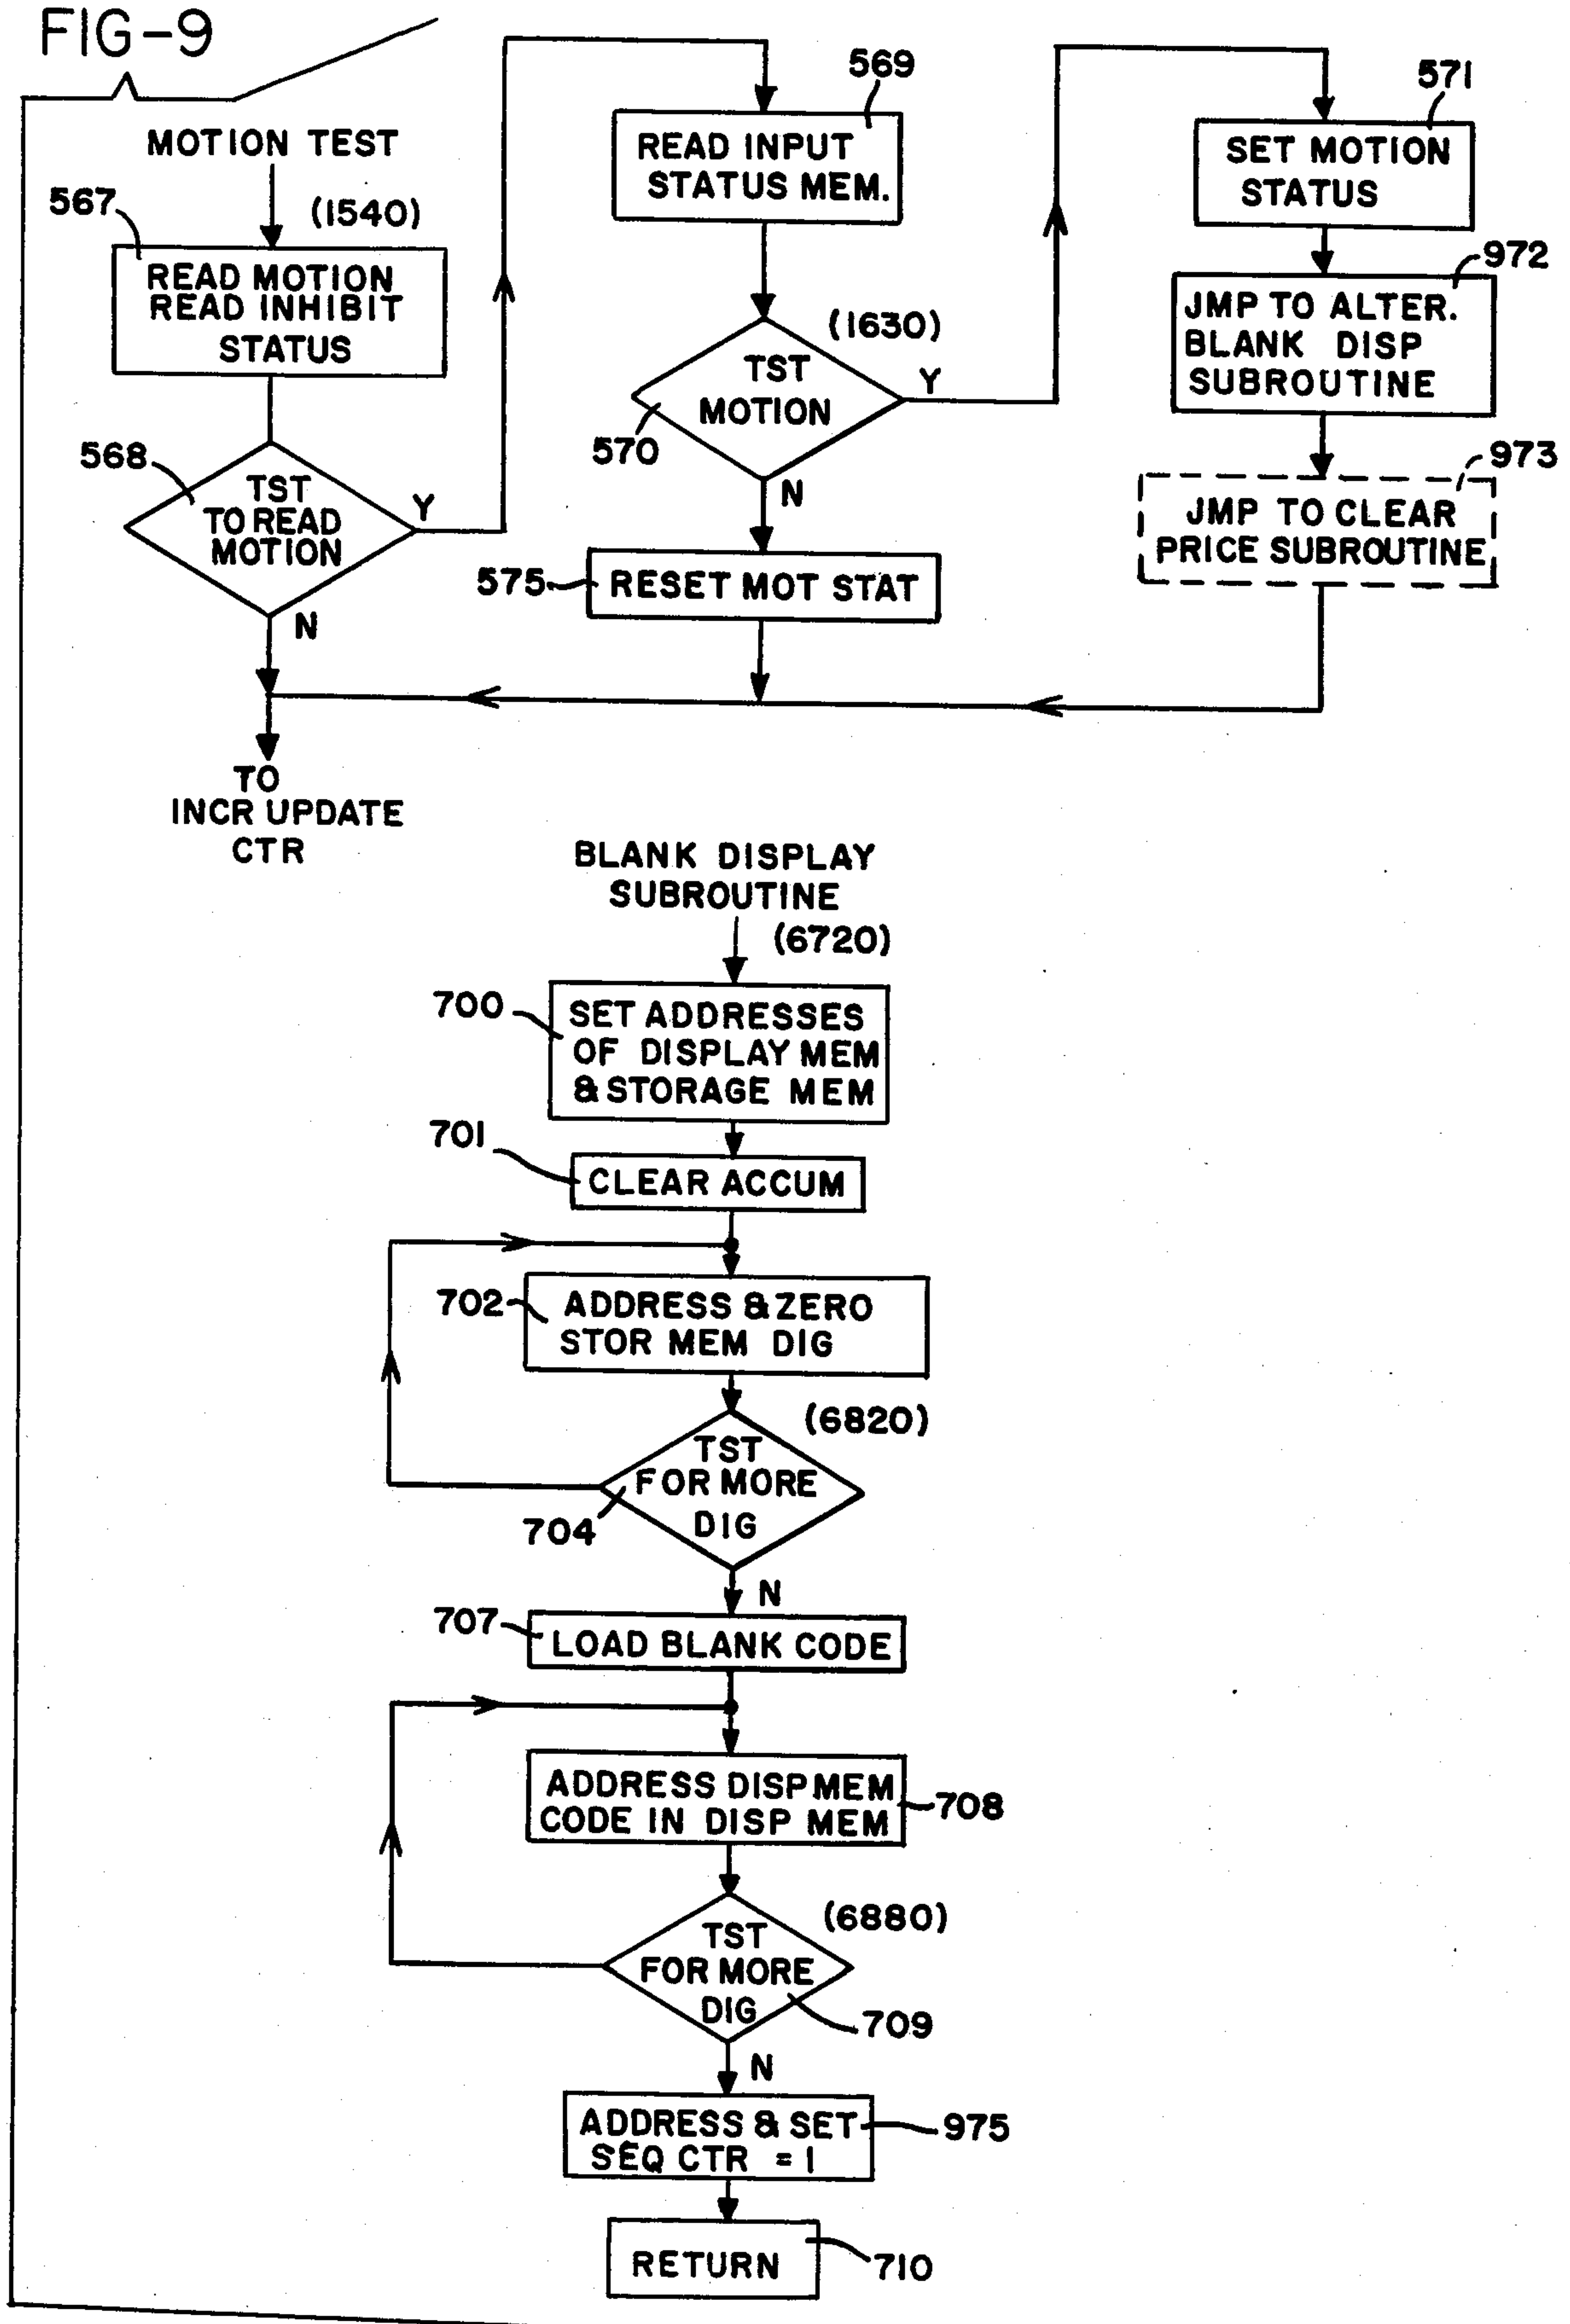 FIG-9
MOTION TEST
567
(1540)
READ MOTION
READ INHIBIT
STATUS
568
TST
TO READ
MOTION
Y
N
TO
INCR UPDATE
CTR
569
READ INPUT
STATUS MEM.
(1630)
TST
MOTION
570
Y
N
575
RESET MOT STAT
571
SET MOTION
STATUS
972
JMP TO ALTER.
BLANK DISP
SUBROUTINE
973
JMP TO CLEAR
PRICE SUBROUTINE
BLANK DISPLAY
SUBROUTINE
(6720)
700
SET ADDRESSES
OF DISPLAY MEM
& STORAGE MEM
701
CLEAR ACCUM
702
ADDRESS & ZERO
STOR MEM DIG
(6820)
TST
FOR MORE
DIG
704
N
707
LOAD BLANK CODE
ADDRESS DISP MEM
CODE IN DISP MEM
708
(6880)
TST
FOR MORE
DIG
709
N
ADDRESS & SET
SEQ CTR = 1
975
RETURN
710